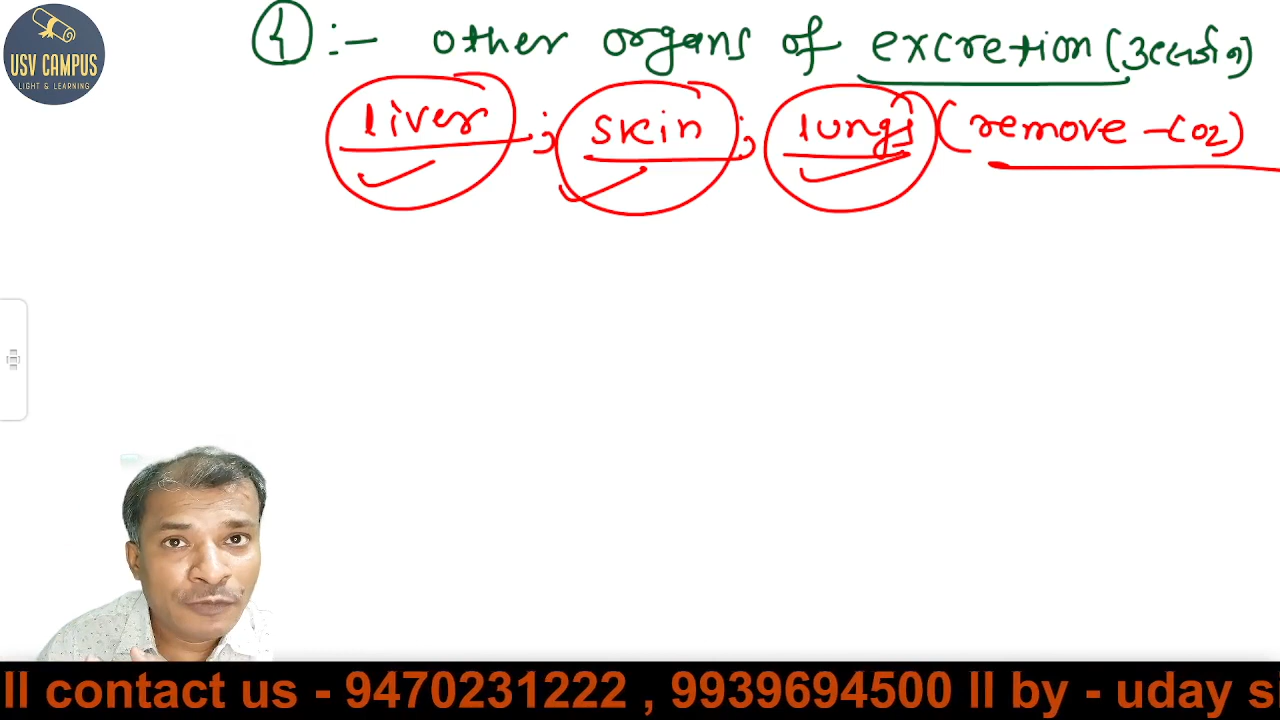 USV CAMPUS
LIGHT & LEARNING
1 :- other organs of excretion (उत्सर्जन)
liver ; skin ; lungs (remove - CO2)
ll contact us - 9470231222 , 9939694500 ll by - uday s